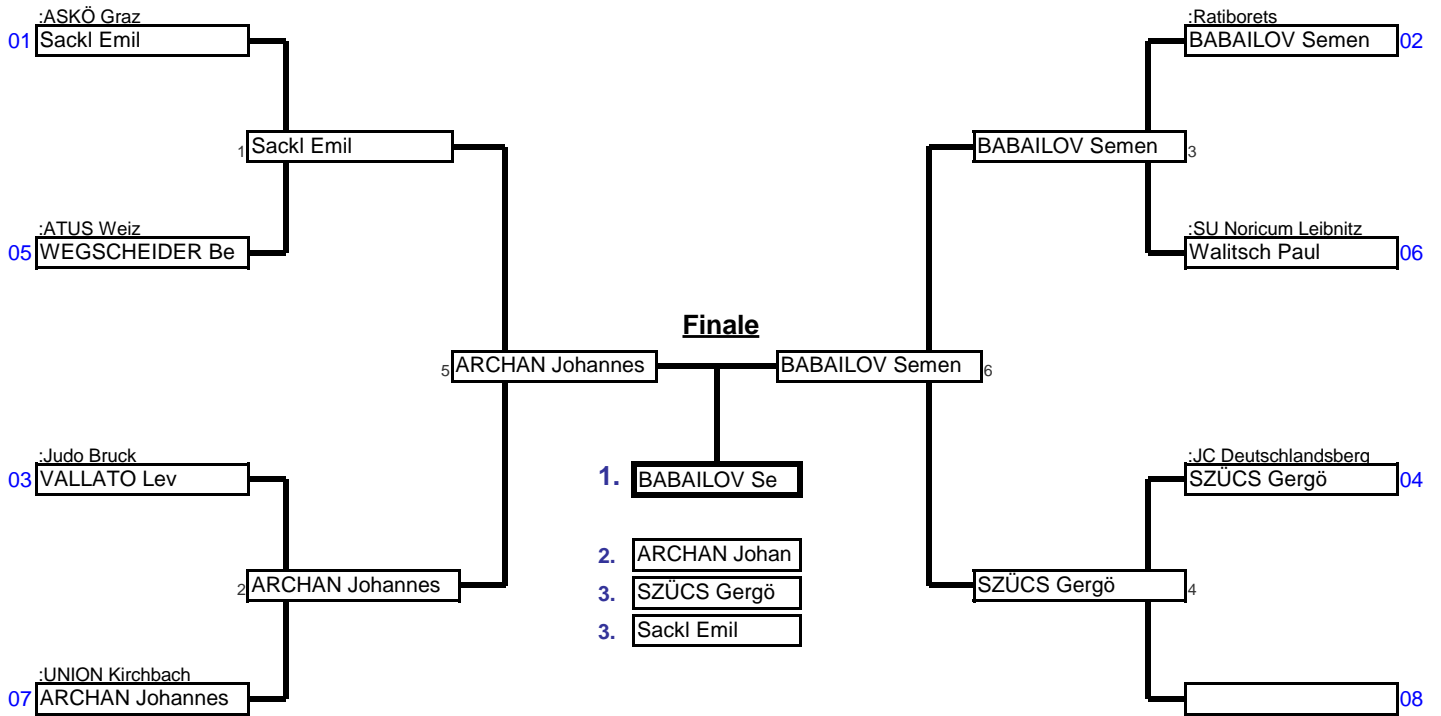 :ASKÖ Graz
01 Sackl Emil
:Ratiborets
BABAILOV Semen 02
1 Sackl Emil
BABAILOV Semen 3
:ATUS Weiz
05 WEGSCHEIDER Be
:SU Noricum Leibnitz
Walitsch Paul 06
Finale
5 ARCHAN Johannes
BABAILOV Semen 6
:Judo Bruck
03 VALLATO Lev
1. BABAILOV Se
:JC Deutschlandsberg
SZÜCS Gergö 04
2. ARCHAN Johan
2 ARCHAN Johannes
3. SZÜCS Gergö
SZÜCS Gergö 4
3. Sackl Emil
:UNION Kirchbach
07 ARCHAN Johannes
08